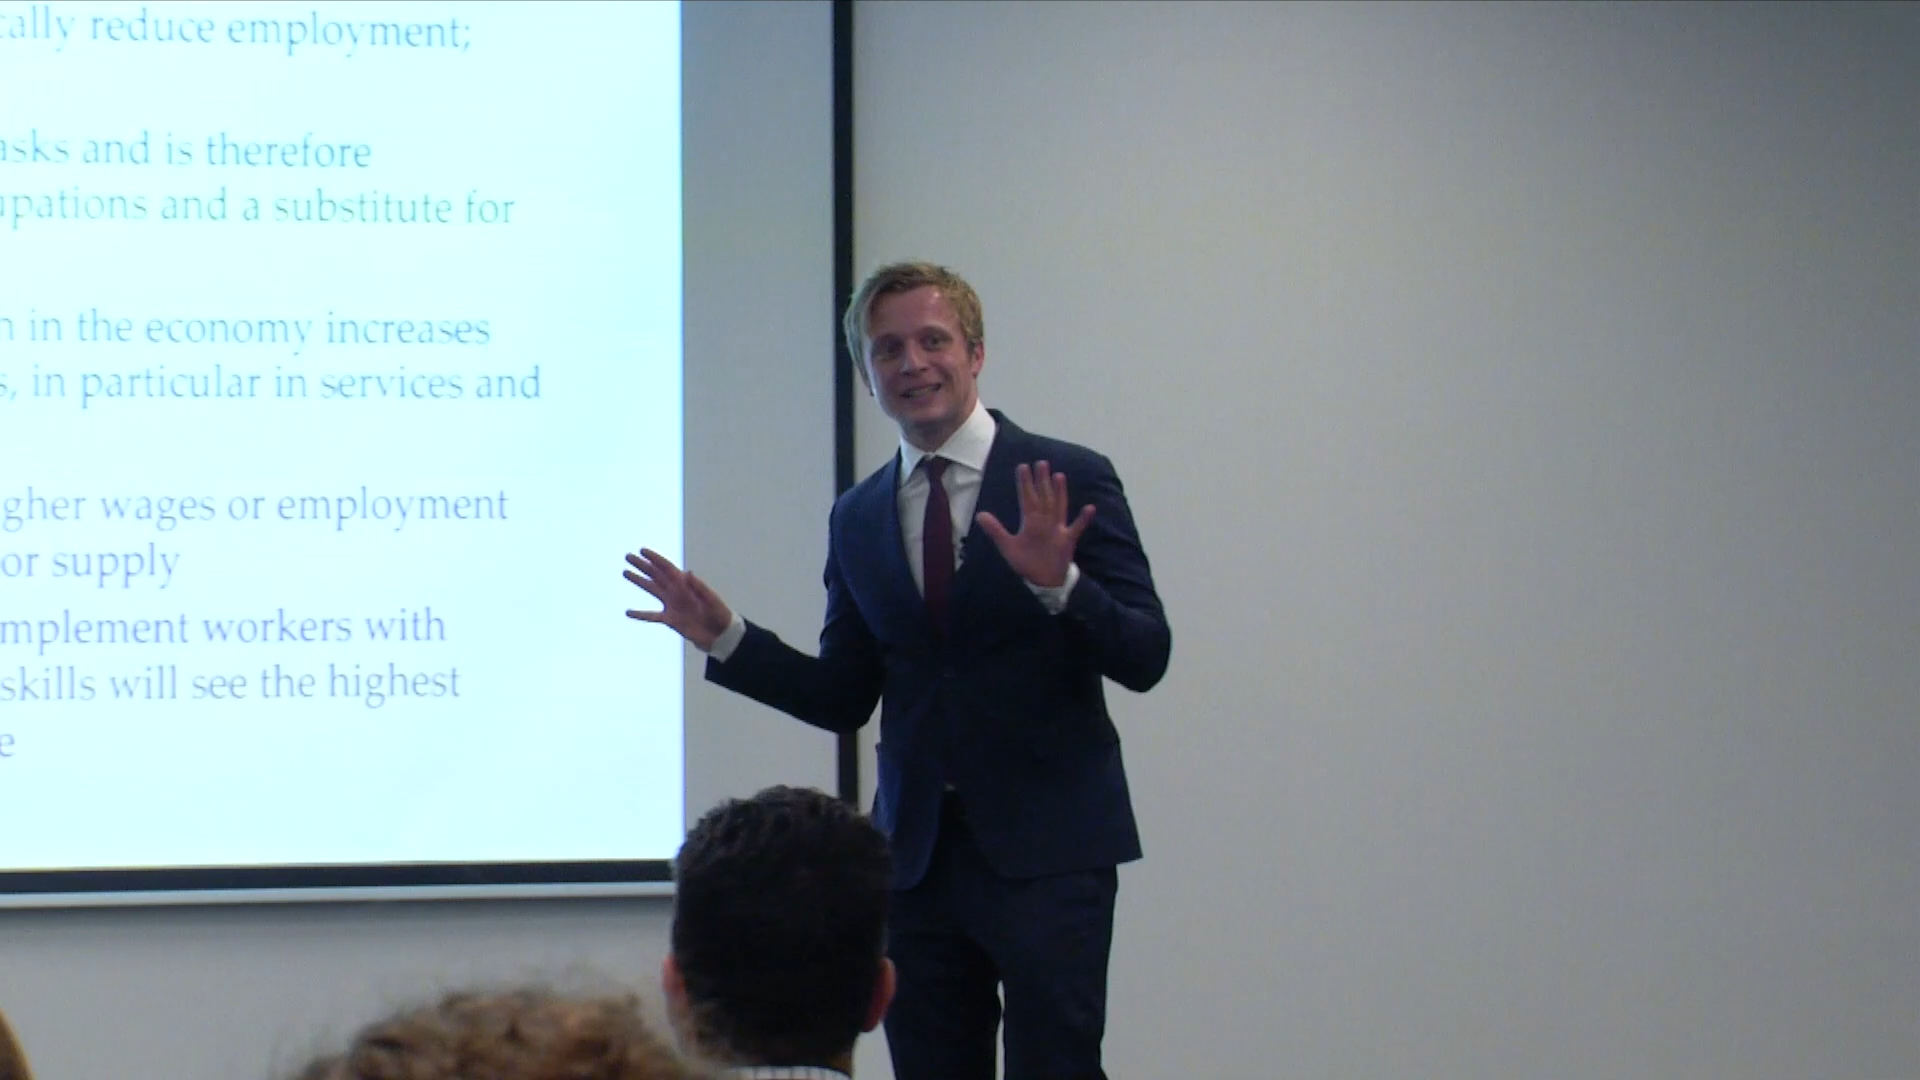 cally reduce employment;
asks and is therefore
upations and a substitute for
n in the economy increases
s, in particular in services and
gher wages or employment
or supply
mplement workers with
skills will see the highest
e